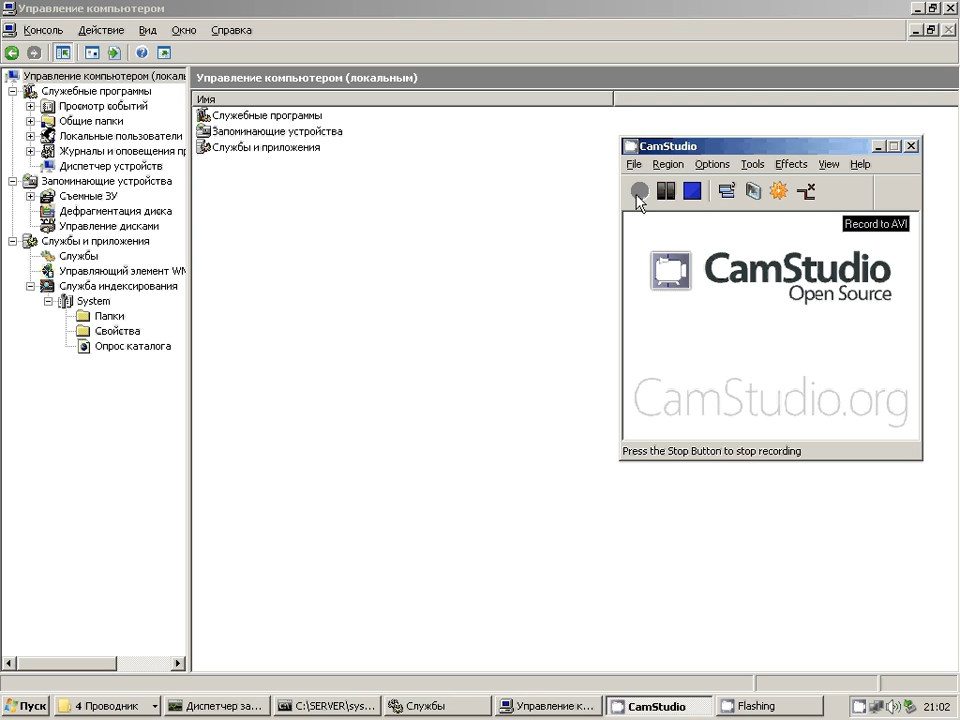 Управление компьютером
Консоль Действие Вид Окно Справка
Управление компьютером (локаль
Служебные программы
Просмотр событий
Общие папки
Локальные пользователи
Журналы и оповещения пр
Диспетчер устройств
Запоминающие устройства
Съемные ЗУ
Дефрагментация диска
Управление дисками
Службы и приложения
Службы
Управляющий элемент WM
Служба индексирования
System
Папки
Свойства
Опрос каталога
Управление компьютером (локальным)
Имя
Служебные программы
Запоминающие устройства
Службы и приложения
CamStudio
File Region Options Tools Effects View Help
Record to AVI
CamStudio
Open Source
CamStudio.org
Press the Stop Button to stop recording
Пуск 4 Проводник Диспетчер за... C:\SERVER\sys... Службы Управление к... CamStudio Flashing 21:02